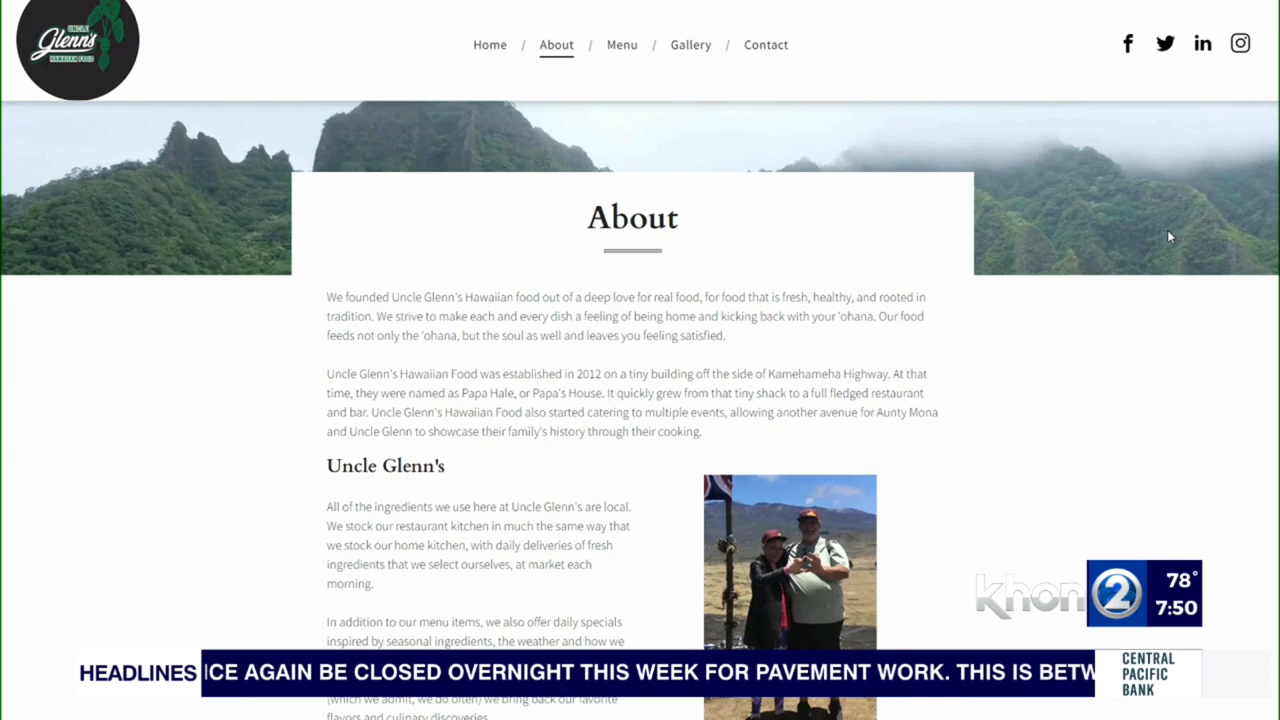 UNCLE
Glenn's
HAWAIIAN FOOD
Home / About / Menu / Gallery / Contact
About
We founded Uncle Glenn's Hawaiian food out of a deep love for real food, for food that is fresh, healthy, and rooted in
tradition. We strive to make each and every dish a feeling of being home and kicking back with your 'ohana. Our food
feeds not only the 'ohana, but the soul as well and leaves you feeling satisfied.
Uncle Glenn's Hawaiian Food was established in 2012 on a tiny building off the side of Kamehameha Highway. At that
time, they were named as Papa Hale, or Papa's House. It quickly grew from that tiny shack to a full fledged restaurant
and bar. Uncle Glenn's Hawaiian Food also started catering to multiple events, allowing another avenue for Aunty Mona
and Uncle Glenn to showcase their family's history through their cooking.
Uncle Glenn's
All of the ingredients we use here at Uncle Glenn's are local.
We stock our restaurant kitchen in much the same way that
we stock our home kitchen, with daily deliveries of fresh
ingredients that we select ourselves, at market each
morning.
In addition to our menu items, we also offer daily specials
inspired by seasonal ingredients, the weather and how we
(which we admit, we do often) we bring back our favorite
flavors and culinary discoveries.
khon 2
78°
7:50
HEADLINES
ICE AGAIN BE CLOSED OVERNIGHT THIS WEEK FOR PAVEMENT WORK. THIS IS BETW
CENTRAL
PACIFIC
BANK